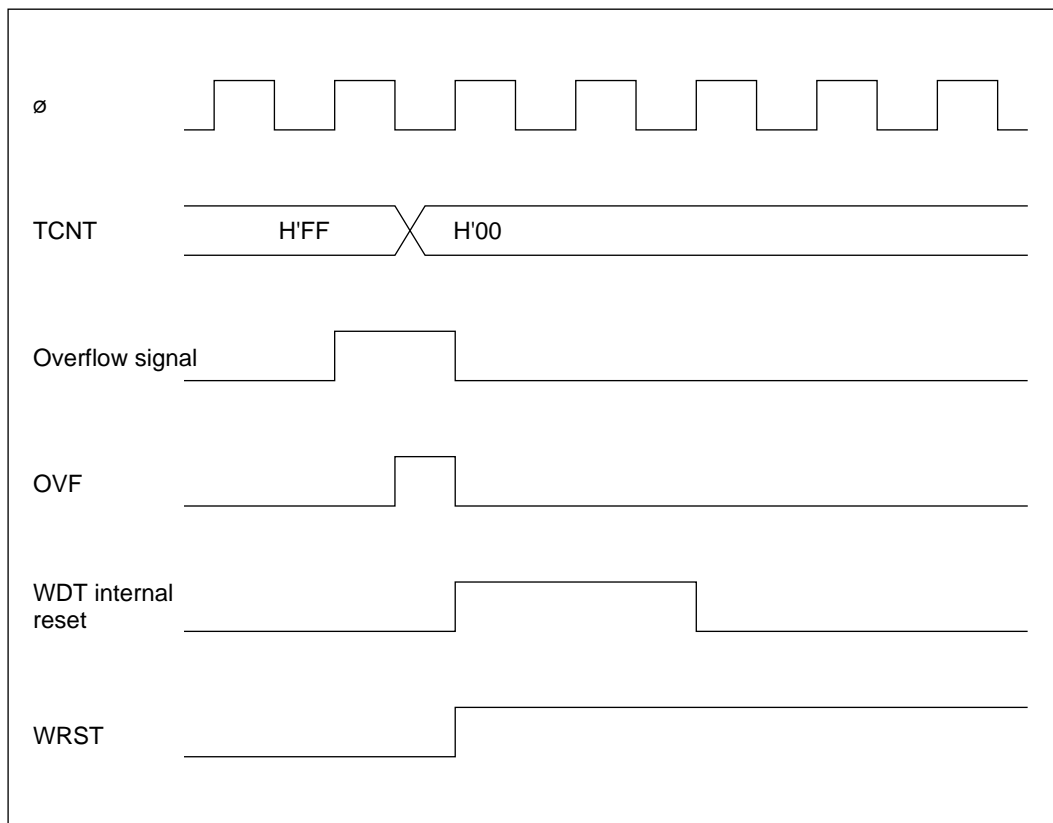 ø
TCNT
H'FF
H'00
Overflow signal
OVF
WDT internal
reset
WRST